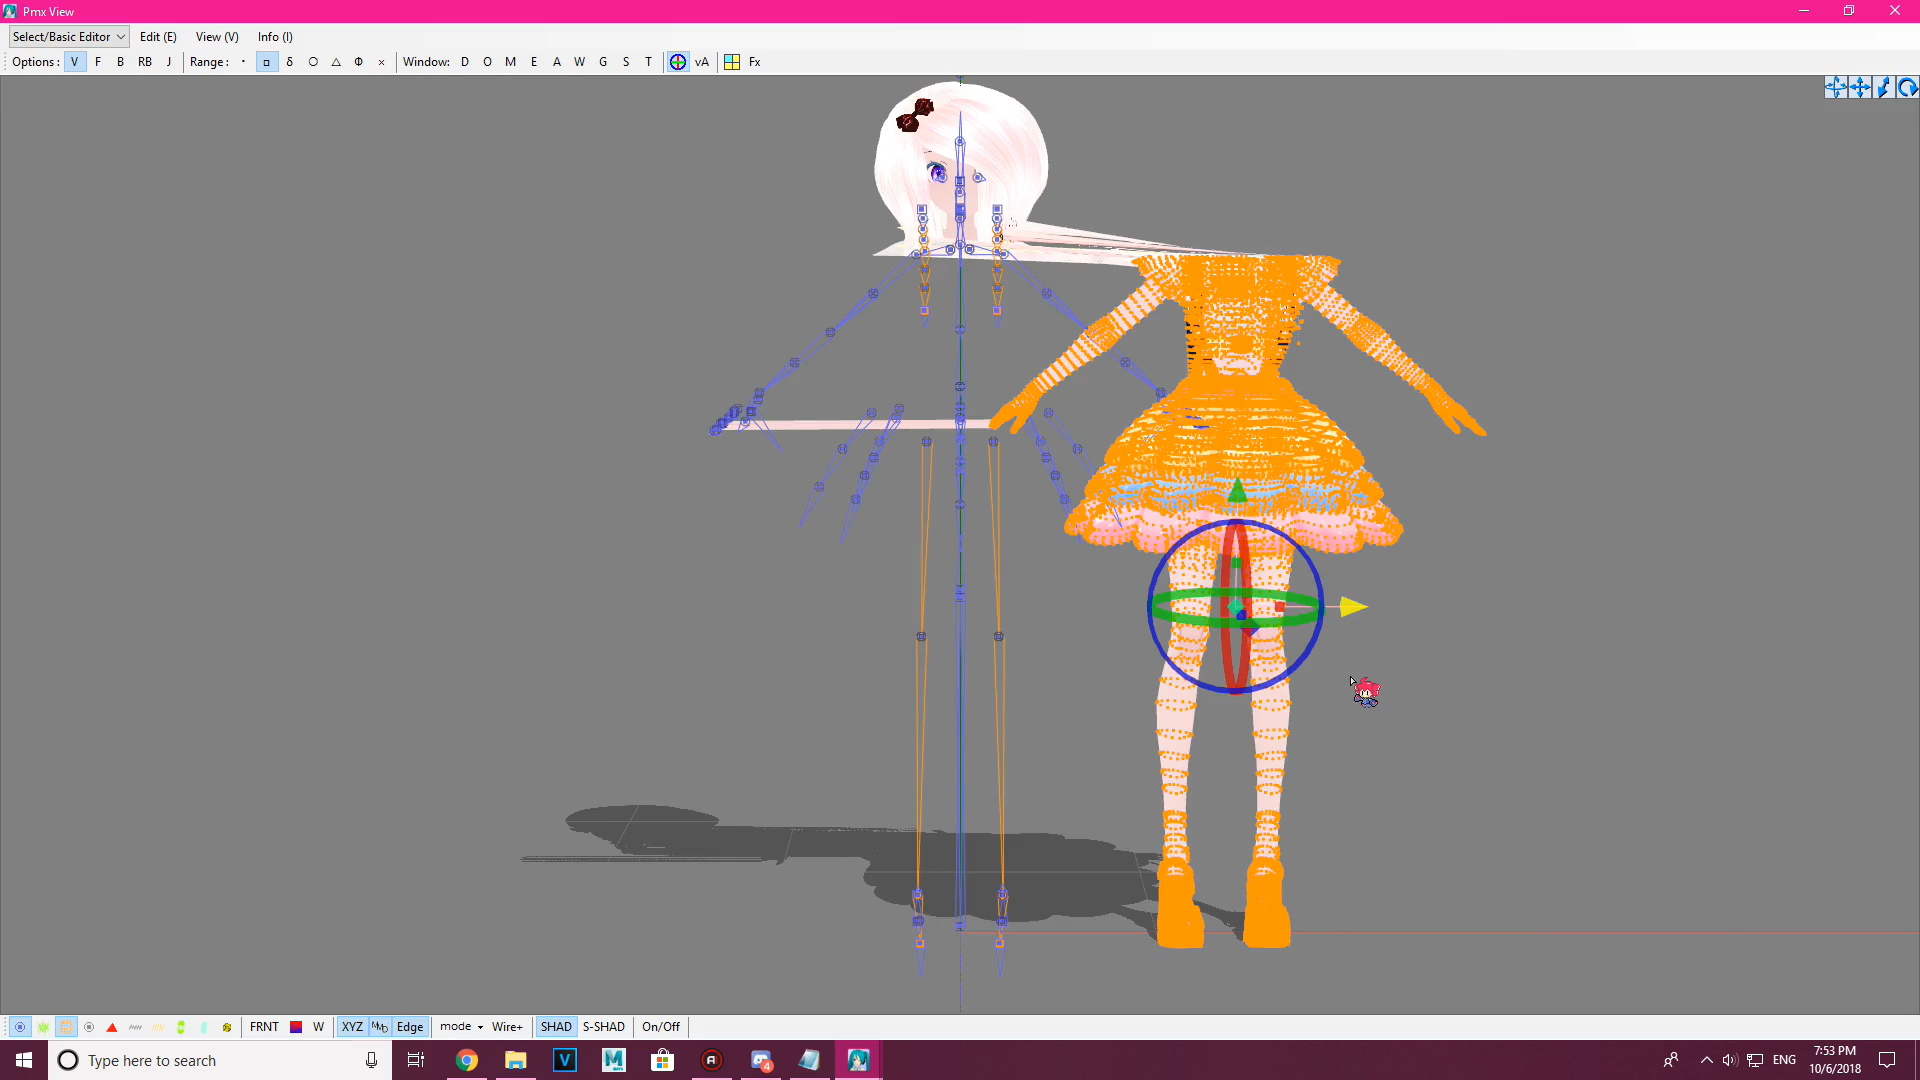 Pmx View
Select/Basic Editor Edit (E) View (V) Info (I)
Options: V F B RB J Range: · □ δ ○ △ Φ × Window: D O M E A W G S T vA Fx
FRNT W XYZ Edge mode Wire+ SHAD S-SHAD On/Off
Type here to search
4
ENG
7:53 PM
10/6/2018